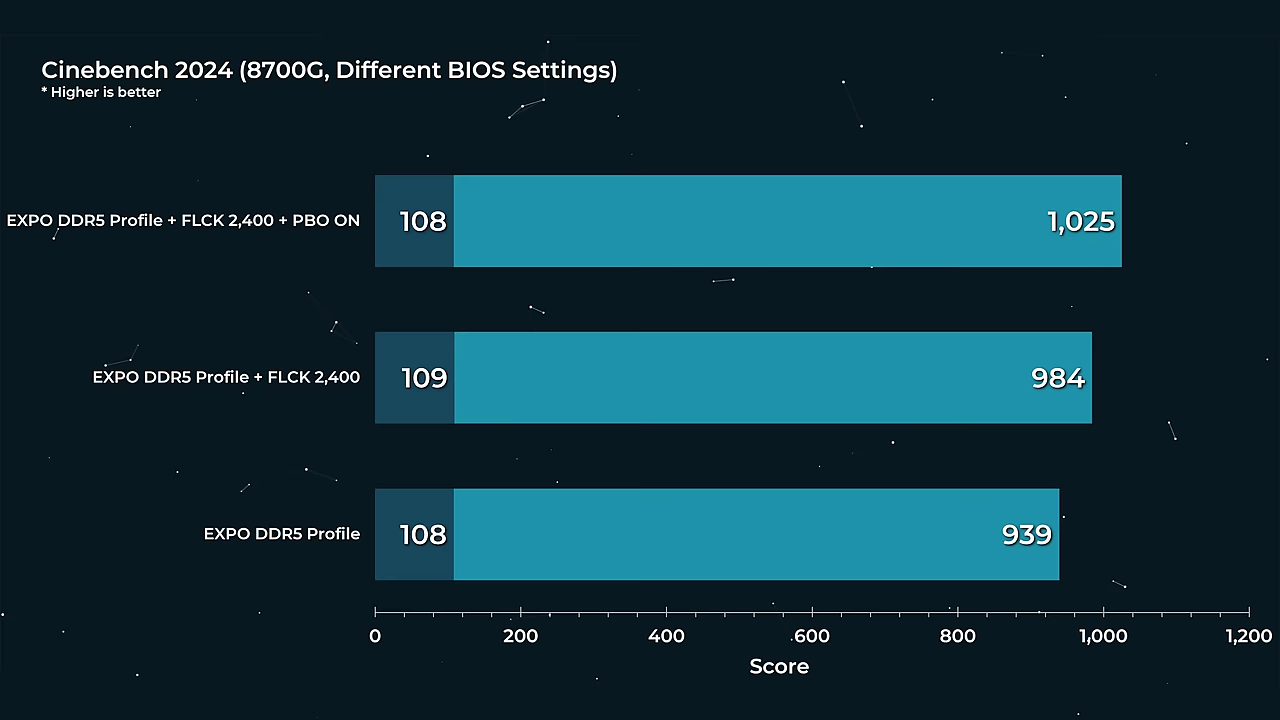 Cinebench 2024 (8700G, Different BIOS Settings)
* Higher is better
EXPO DDR5 Profile + FLCK 2,400 + PBO ON 108 1,025
EXPO DDR5 Profile + FLCK 2,400 109 984
EXPO DDR5 Profile 108 939
0 200 400 600 800 1,000 1,200
Score